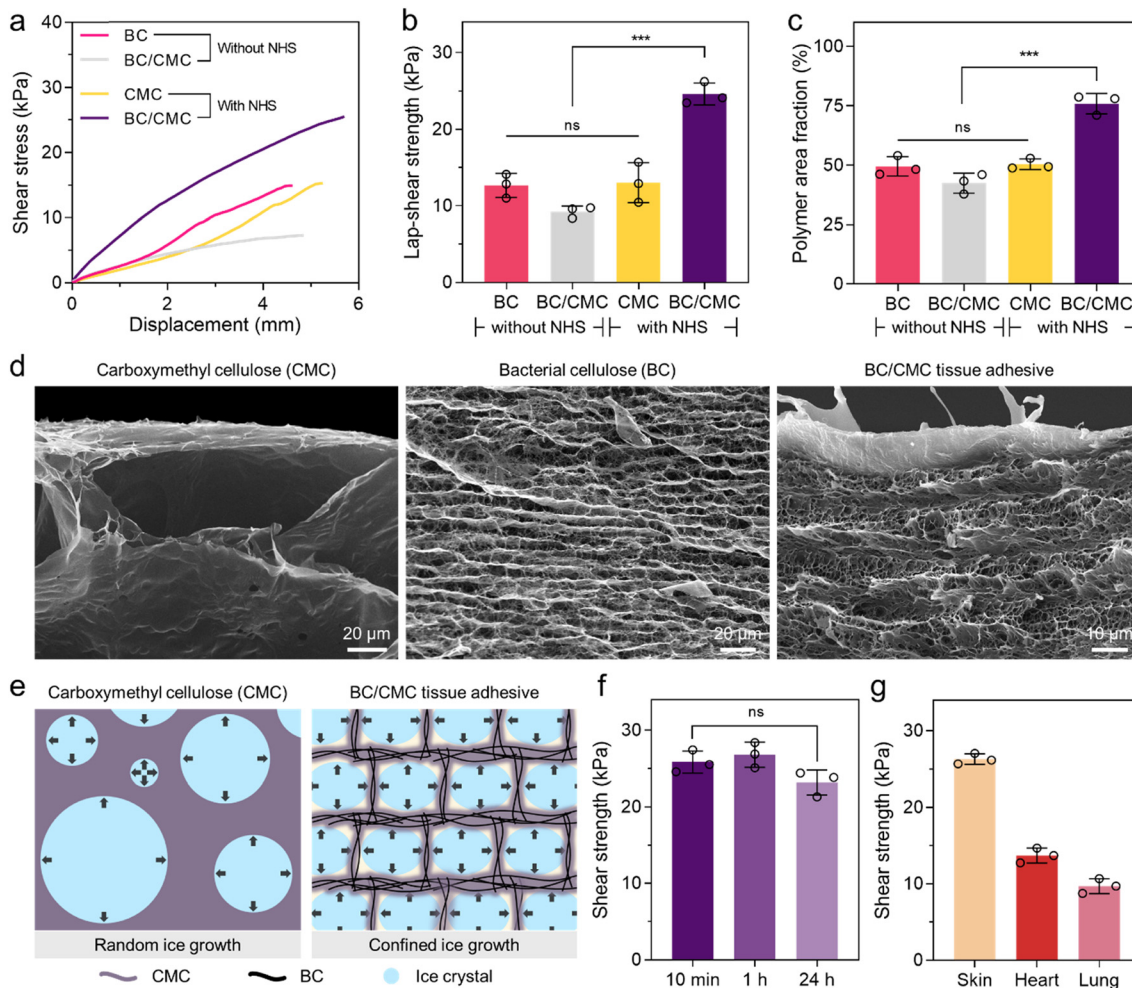 a
Shear stress (kPa)
40
30
20
10
0
0
2
4
6
Displacement (mm)
BC
BC/CMC
Without NHS
CMC
BC/CMC
With NHS
b
Lap-shear strength (kPa)
30
20
10
0
ns
***
BC
BC/CMC
CMC
BC/CMC
without NHS
with NHS
c
Polymer area fraction (%)
100
75
50
25
0
ns
***
BC
BC/CMC
CMC
BC/CMC
without NHS
with NHS
d
Carboxymethyl cellulose (CMC)
Bacterial cellulose (BC)
BC/CMC tissue adhesive
20 μm
20 μm
10 μm
e
Carboxymethyl cellulose (CMC)
BC/CMC tissue adhesive
Random ice growth
Confined ice growth
CMC
BC
Ice crystal
f
Shear strength (kPa)
30
20
10
0
ns
10 min
1 h
24 h
g
Shear strength (kPa)
30
20
10
0
Skin
Heart
Lung